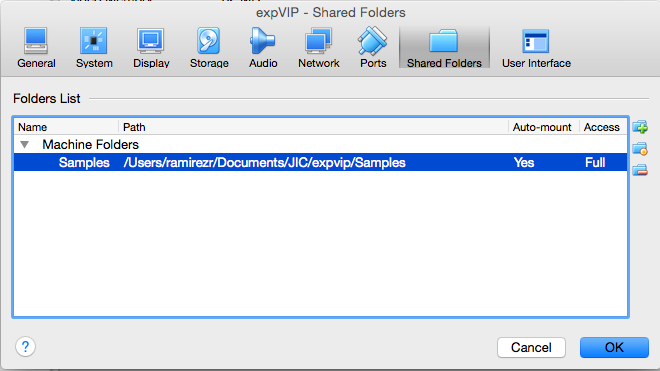 expVIP - Shared Folders
General System Display Storage Audio Network Ports Shared Folders User Interface
Folders List
Name Path Auto-mount Access
Machine Folders
Samples /Users/ramirezr/Documents/JIC/expvip/Samples Yes Full
? Cancel OK